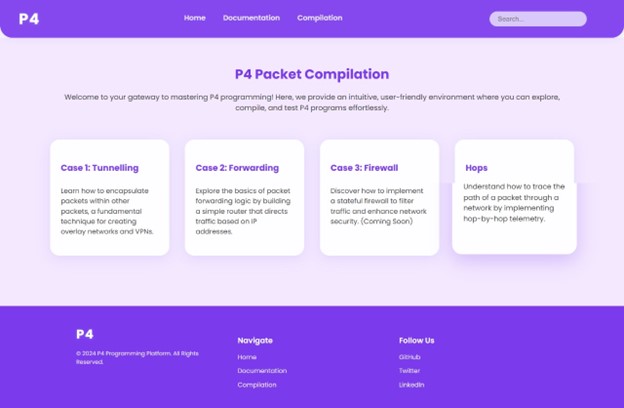 P4
Home Documentation Compilation
Search...
P4 Packet Compilation
Welcome to your gateway to mastering P4 programming! Here, we provide an intuitive, user-friendly environment where you can explore,
compile, and test P4 programs effortlessly.
Case 1: Tunnelling
Learn how to encapsulate
packets within other
packets, a fundamental
technique for creating
overlay networks and VPNs.
Case 2: Forwarding
Explore the basics of packet
forwarding logic by building
a simple router that directs
traffic based on IP
addresses.
Case 3: Firewall
Discover how to implement
a stateful firewall to filter
traffic and enhance network
security. (Coming Soon)
Hops
Understand how to trace the
path of a packet through a
network by implementing
hop-by-hop telemetry.
P4
© 2024 P4 Programming Platform. All Rights
Reserved.
Navigate
Home
Documentation
Compilation
Follow Us
GitHub
Twitter
LinkedIn